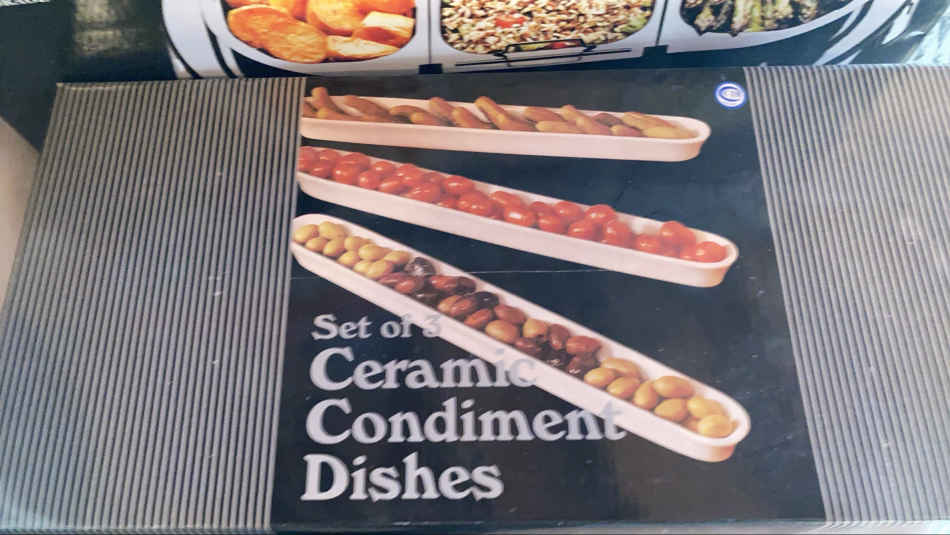 Set of 3
Ceramic
Condiment
Dishes